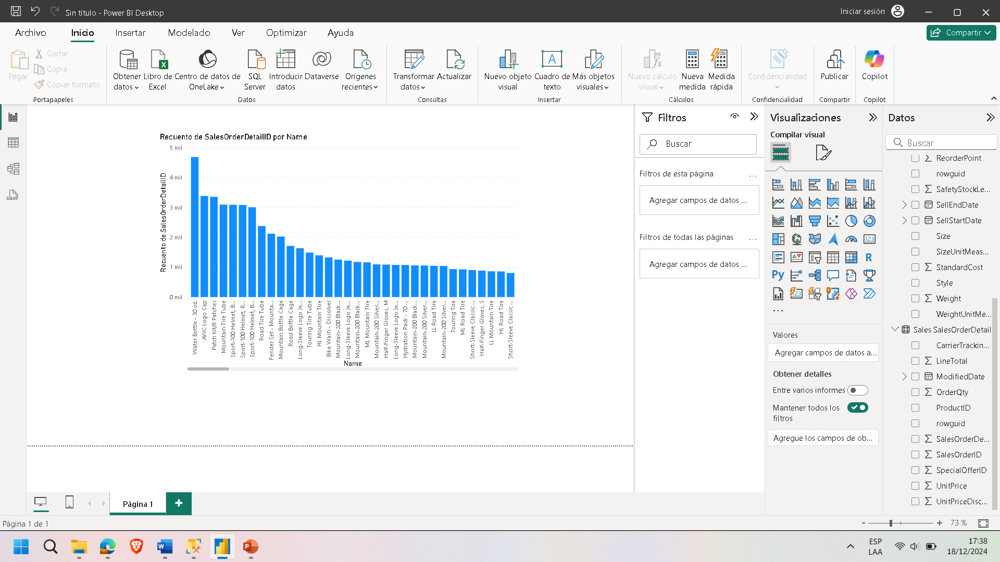 Sin título - Power BI Desktop
Iniciar sesión
Archivo Inicio Insertar Modelado Ver Optimizar Ayuda
Compartir
Pegar
Cortar
Copia
Copiar formato
Portapapeles
Obtener datos
Libro de Excel
Centro de datos de OneLake
SQL Server
Introducir datos
Dataverse
Orígenes recientes
Datos
Transformar datos
Actualizar
Consultas
Nuevo objeto visual
Cuadro de texto
Más objetos visuales
Insertar
Nuevo cálculo visual
Nueva medida
Medida rápida
Cálculos
Confidencialidad
Confidencialidad
Publicar
Compartir
Copilot
Copilot
Recuento de SalesOrderDetailID por Name
Recuento de SalesOrderDetailID
5 mil
4 mil
3 mil
2 mil
1 mil
0 mil
Water Bottle - 30 oz.
AWC Logo Cap
Patch Kit/8 Patches
Mountain Tire Tube
Sport-100 Helmet, B...
Sport-100 Helmet, R...
Sport-100 Helmet, B...
Road Tire Tube
Fender Set - Mounta...
Mountain Bottle Cage
Road Bottle Cage
Long-Sleeve Logo Je...
Touring Tire Tube
HL Mountain Tire
Bike Wash - Dissolver
Mountain-200 Black...
Long-Sleeve Logo Je...
Mountain-200 Black...
ML Mountain Tire
Mountain-200 Silver...
Half-Finger Gloves, M
Long-Sleeve Logo Je...
Hydration Pack - 70 ...
Mountain-200 Black...
Mountain-200 Silver...
LL Road Tire
Mountain-200 Silver...
Touring Tire
ML Road Tire
Short-Sleeve Classic ...
Half-Finger Gloves, S
LL Mountain Tire
HL Road Tire
Short-Sleeve Classic ...
Name
Filtros
Buscar
Filtros de esta página ...
Agregar campos de datos ...
Filtros de todas las páginas ...
Agregar campos de datos ...
Visualizaciones
Compilar visual
123
R
Py
123
...
Valores
Agregar campos de datos a...
Obtener detalles
Entre varios informes
Mantener todos los filtros
Agregue los campos de ob...
Datos
Buscar
ReorderPoint
rowguid
SafetyStockLe...
SellEndDate
SellStartDate
Size
SizeUnitMeas...
StandardCost
Style
Weight
WeightUnitMe...
Sales SalesOrderDetail
CarrierTrackin...
LineTotal
ModifiedDate
OrderQty
ProductID
rowguid
SalesOrderDe...
SalesOrderID
SpecialOfferID
UnitPrice
UnitPriceDisc...
DAX
Página 1
Página 1 de 1
- + 73 %
ESP
LAA
17:38
18/12/2024